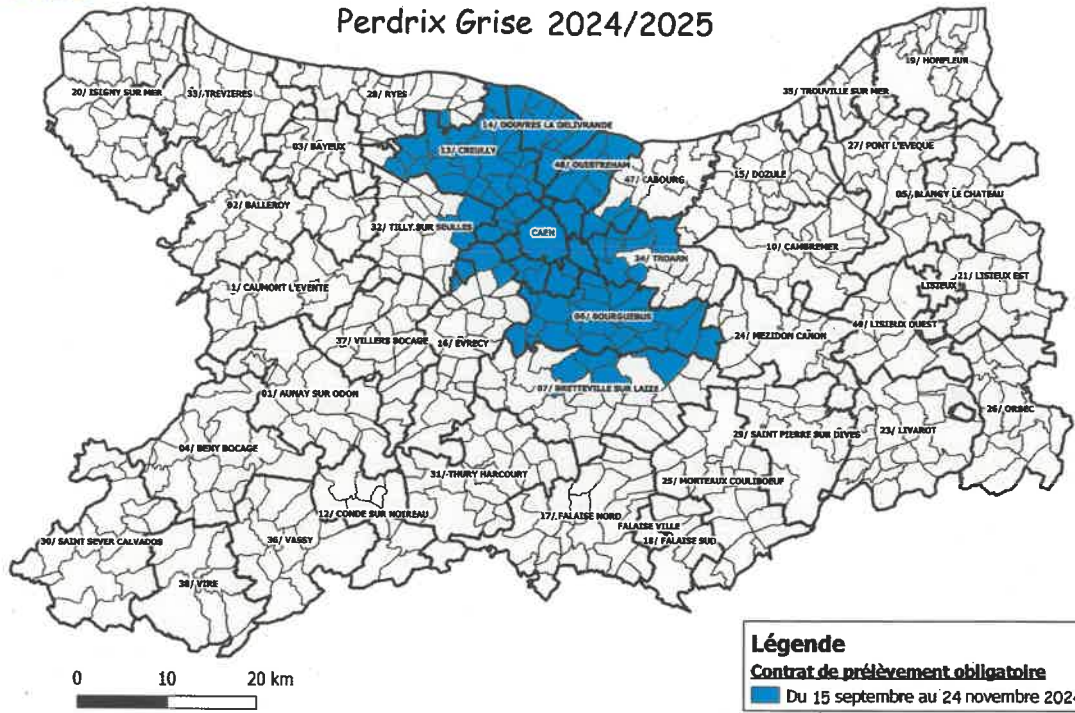 Perdrix Grise 2024/2025
19/ HONFLEUR
20/ ISIGNY SUR MER
33/ TREVIERES
28/ RYES
35/ TROUVILLE SUR MER
14/ DOUVRES LA DELIVRANDE
03/ BAYEUX
13/ CREULLY
27/ PONT L'EVEQUE
48/ OUISTREHAM
47/ CABOURG
15/ DOZULE
05/ BLANGY LE CHATEAU
02/ BALLEROY
32/ TILLY SUR SEULLES
CAEN
10/ CAMBREMER
34/ TROARN
21/ LISIEUX EST
LISIEUX
1/ CAUMONT L'EVENTE
06/ BOURGUEBUS
LISIEUX OUEST
37/ VILLERS BOCAGE
16/ EVRECY
24/ MEZIDON CANON
07/ BRETTEVILLE SUR LAIZE
01/ AUNAY SUR ODON
26/ ORBEC
29/ SAINT PIERRE SUR DIVES
23/ LIVAROT
04/ BENY BOCAGE
31/ THURY HARCOURT
25/ MORTEAUX COULIBOEUF
12/ CONDE SUR NOIREAU
17/ FALAISE NORD
FALAISE VILLE
30/ SAINT SEVER CALVADOS
36/ VASSY
18/ FALAISE SUD
38/ VIRE
Légende
Contrat de prélèvement obligatoire
Du 15 septembre au 24 novembre 2024
0 10 20 km